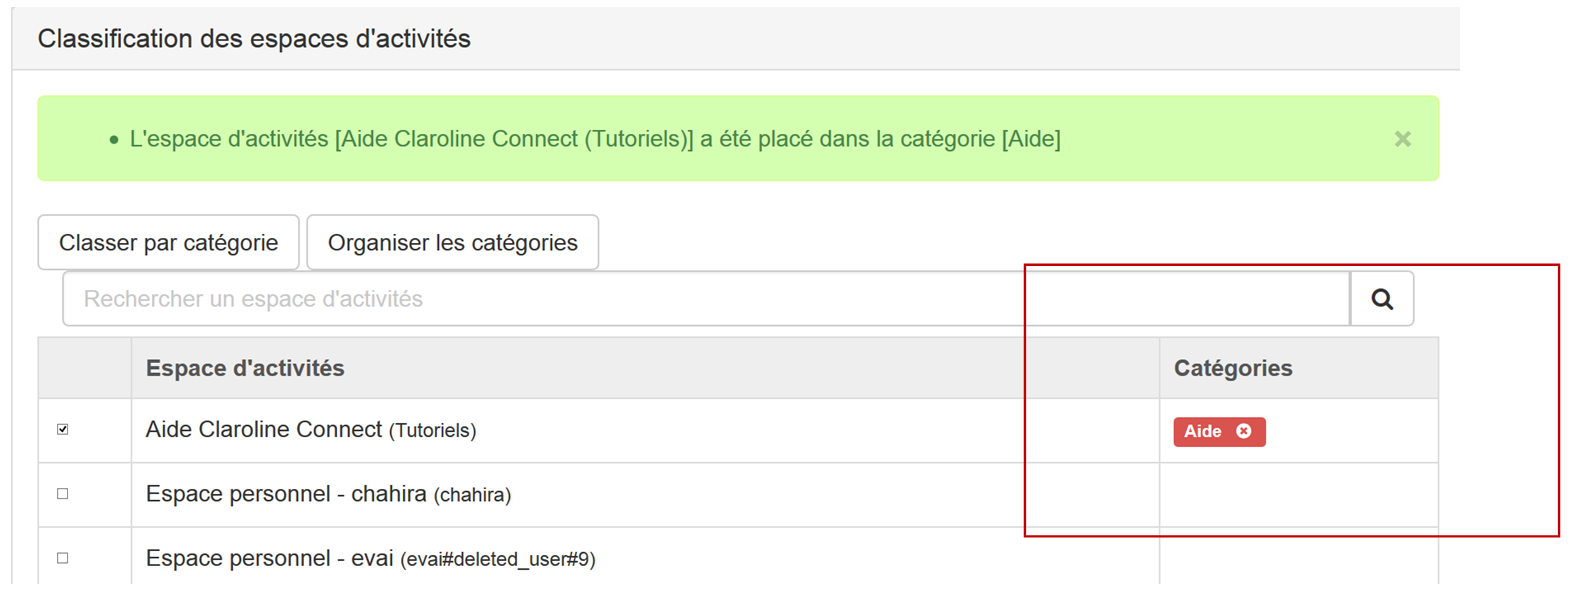 Classification des espaces d'activités
• L'espace d'activités [Aide Claroline Connect (Tutoriels)] a été placé dans la catégorie [Aide]
Classer par catégorie Organiser les catégories
Rechercher un espace d'activités
Espace d'activités Catégories
Aide Claroline Connect (Tutoriels) Aide
Espace personnel - chahira (chahira)
Espace personnel - evai (evai#deleted_user#9)